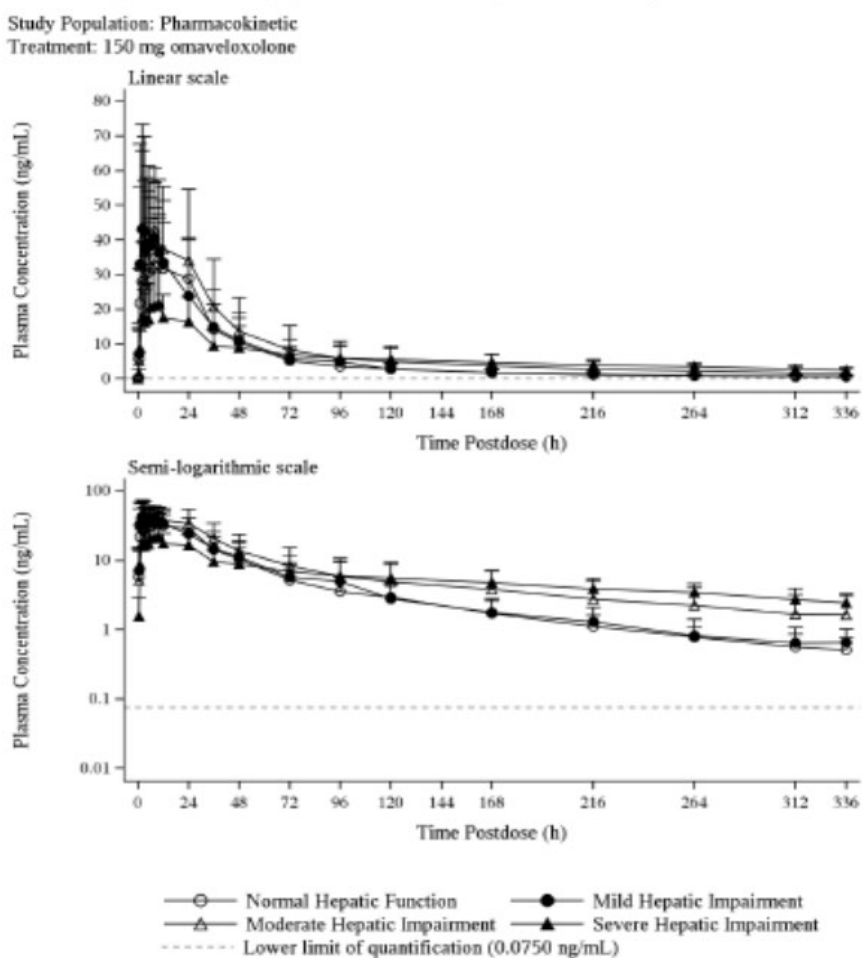 Study Population: Pharmacokinetic
Treatment: 150 mg omaveloxolone
Linear scale
Plasma Concentration (ng/mL)
80
70
60
50
40
30
20
10
0
0 24 48 72 96 120 144 168 216 264 312 336
Time Postdose (h)
Semi-logarithmic scale
Plasma Concentration (ng/mL)
100
10
1
0.1
0.01
0 24 48 72 96 120 144 168 216 264 312 336
Time Postdose (h)
Normal Hepatic Function Mild Hepatic Impairment
Moderate Hepatic Impairment Severe Hepatic Impairment
Lower limit of quantification (0.0750 ng/mL)